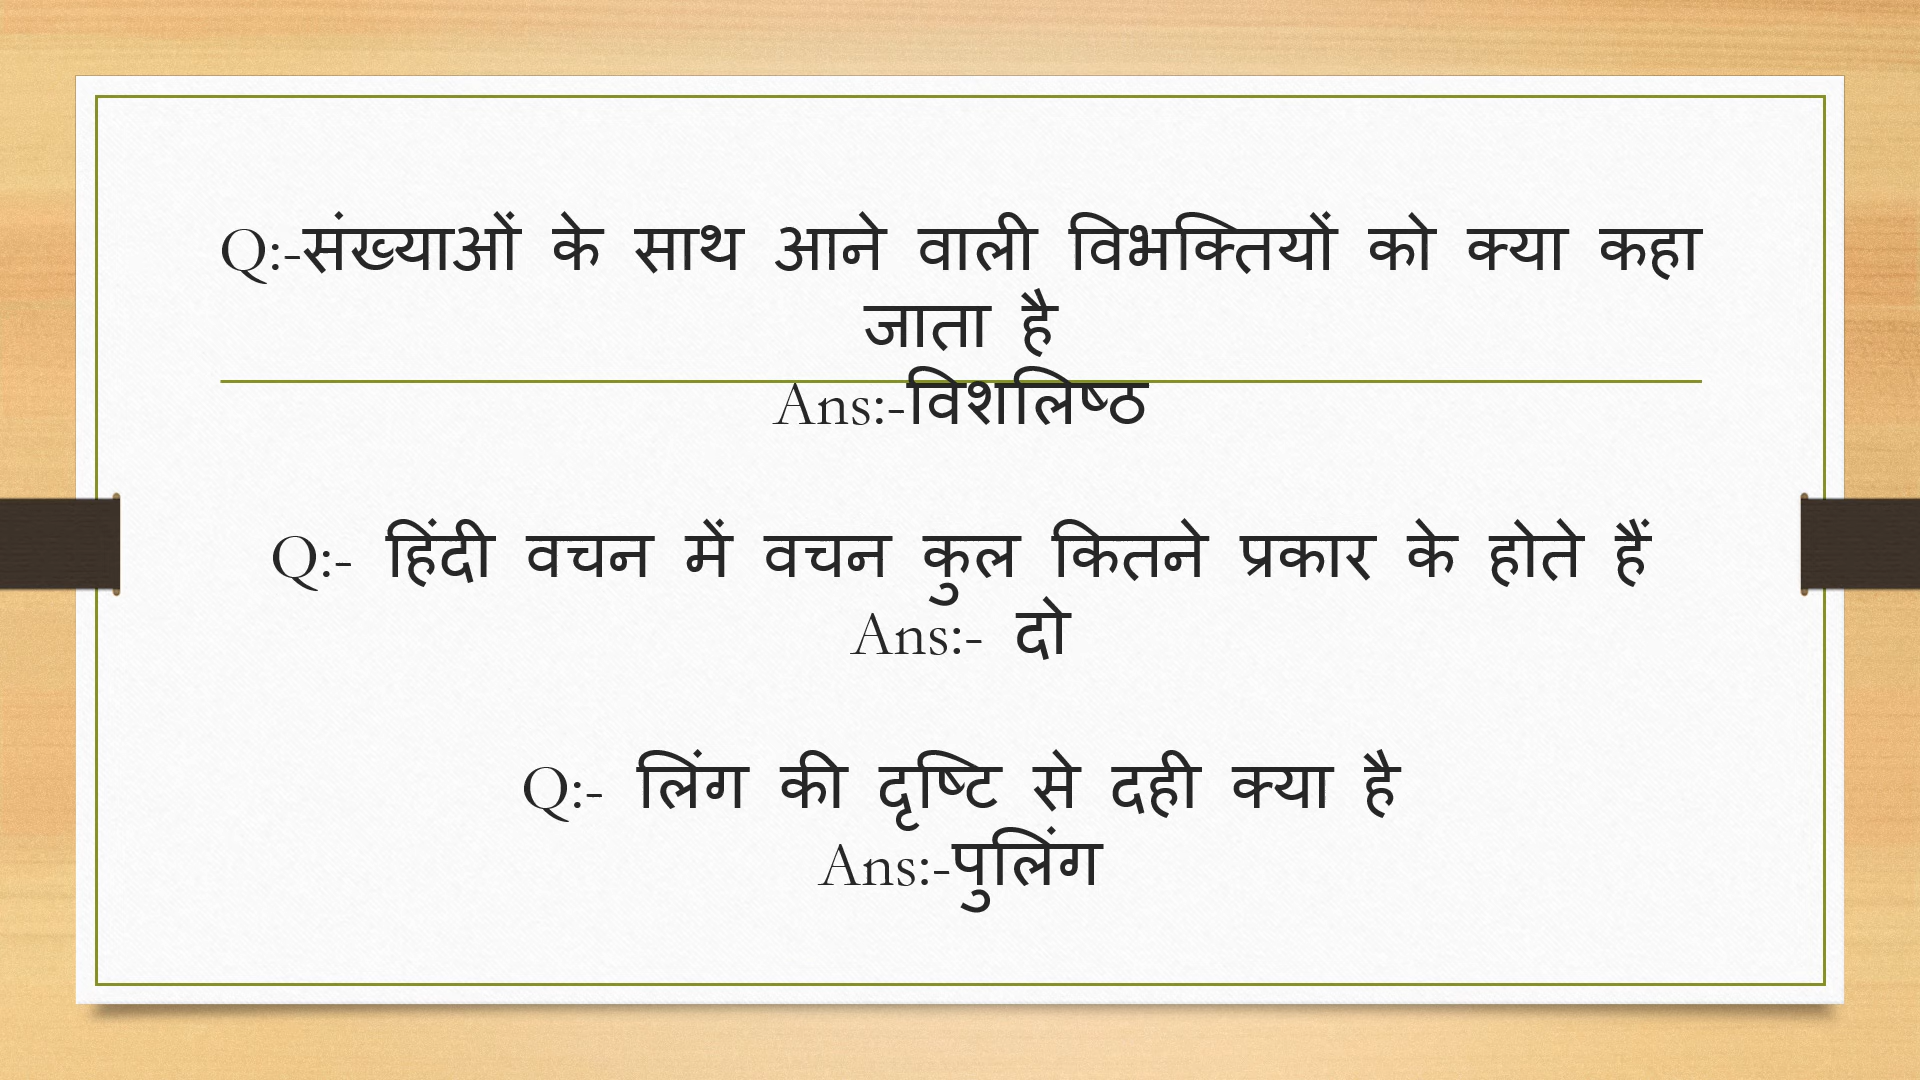 Q:-संख्याओं के साथ आने वाली विभक्तियों को क्या कहा
जाता है
Ans:-विशलिष्ठ
Q:- हिंदी वचन में वचन कुल कितने प्रकार के होते हैं
Ans:- दो
Q:- लिंग की दृष्टि से दही क्या है
Ans:-पुलिंग